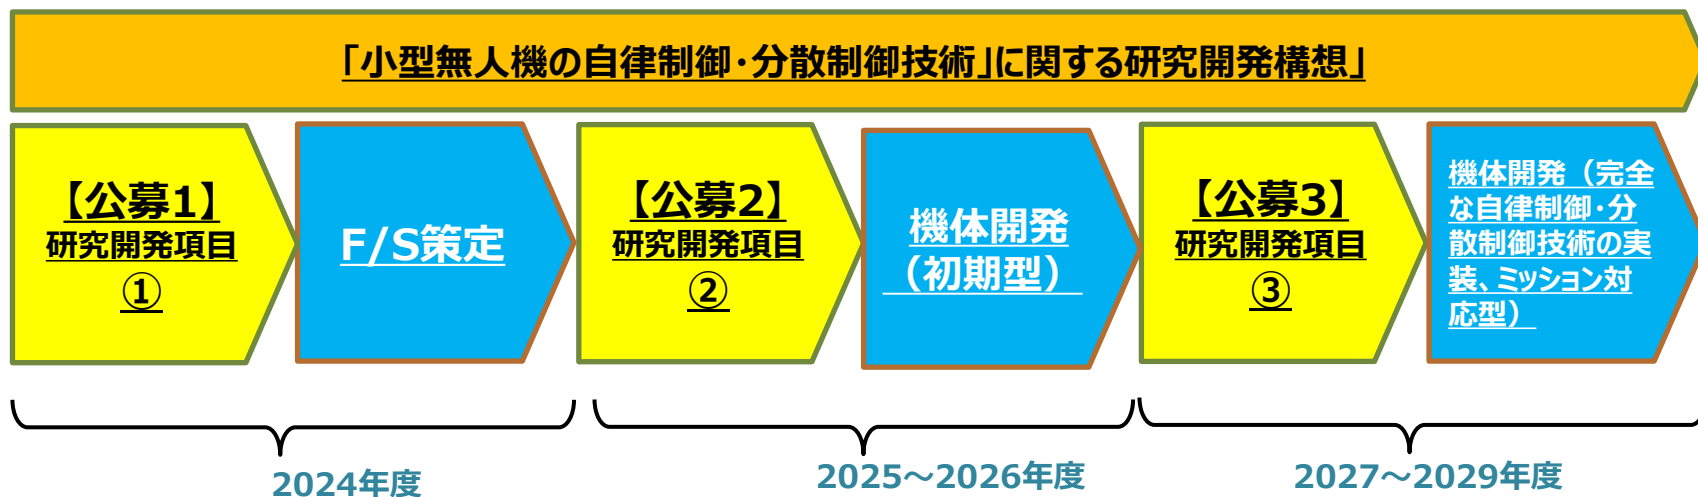 「小型無人機の自律制御･分散制御技術」に関する研究開発構想」
【公募1】
研究開発項目
①
F/S策定
【公募2】
研究開発項目
②
機体開発
（初期型）
【公募3】
研究開発項目
③
機体開発（完全
な自律制御･分
散制御技術の実
装、ミッション対
応型）
2024年度
2025～2026年度
2027～2029年度